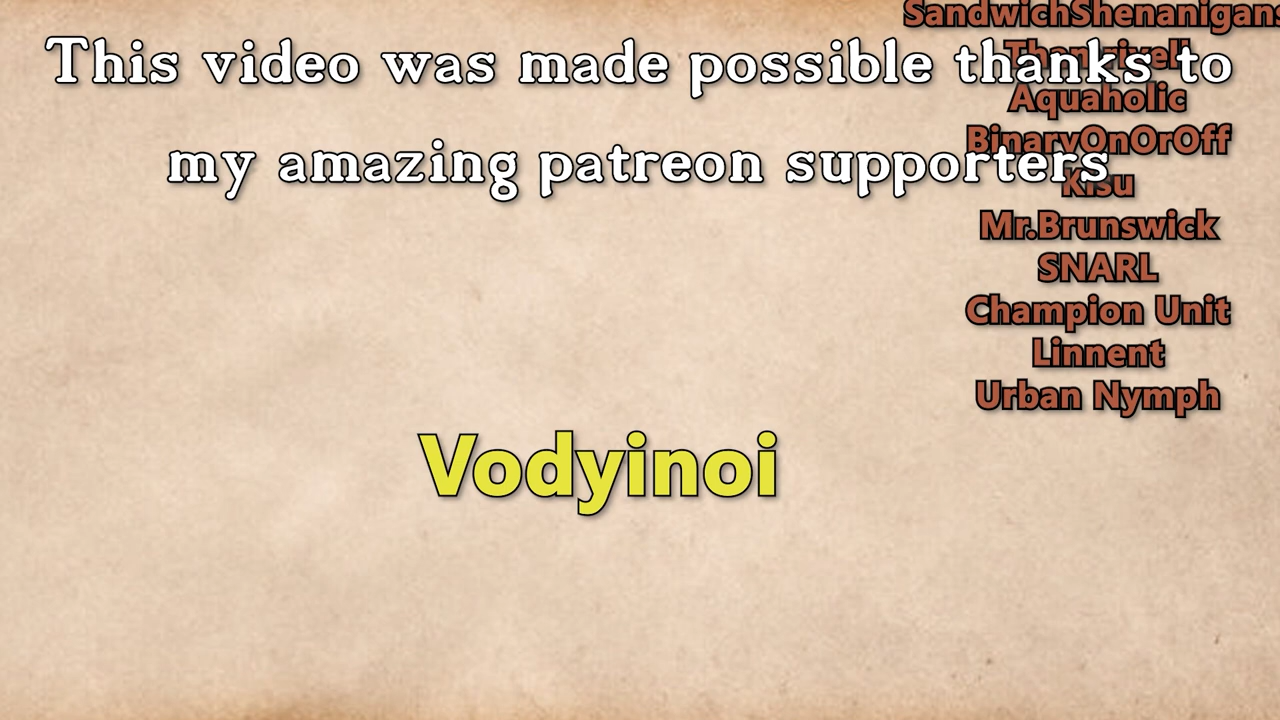 This video was made possible thanks to
my amazing patreon supporters
SandwichShenanigans
Aquaholic
BinaryOnOrOff
Kisu
Mr.Brunswick
SNARL
Champion Unit
Linnent
Urban Nymph
Vodyinoi